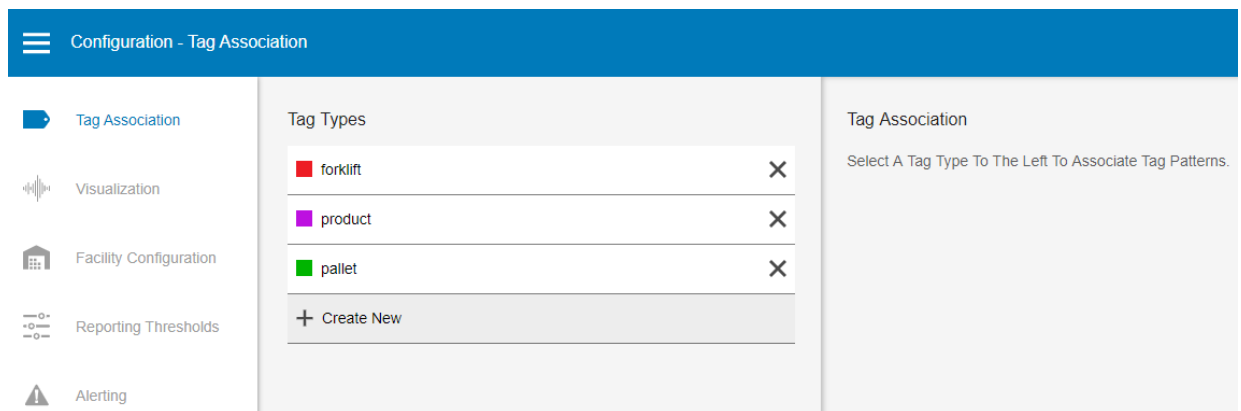 Configuration - Tag Association
Tag Association
Visualization
Facility Configuration
Reporting Thresholds
Alerting
Tag Types
forklift
product
pallet
Create New
Tag Association
Select A Tag Type To The Left To Associate Tag Patterns.